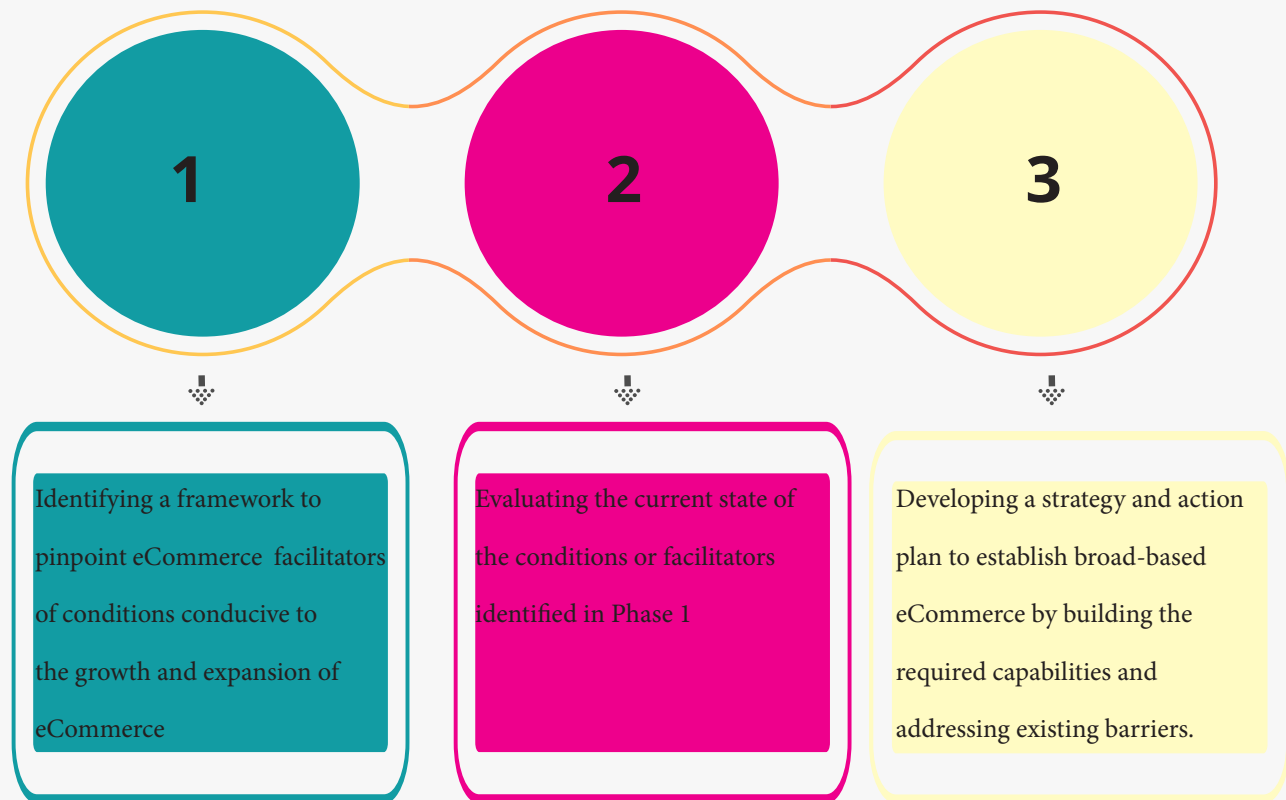 1
2
3
Identifying a framework to
pinpoint eCommerce facilitators
of conditions conducive to
the growth and expansion of
eCommerce
Evaluating the current state of
the conditions or facilitators
identified in Phase 1
Developing a strategy and action
plan to establish broad-based
eCommerce by building the
required capabilities and
addressing existing barriers.